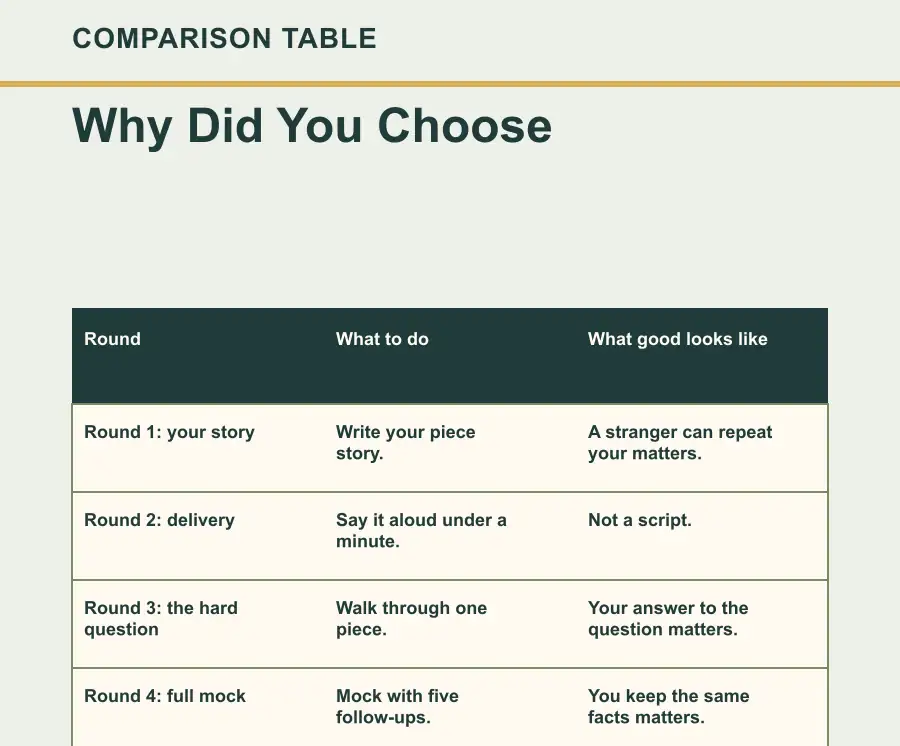 COMPARISON TABLE
Why Did You Choose
Round What to do What good looks like
Round 1: your story
Write your piece
story.
A stranger can repeat
your matters.
Round 2: delivery
Say it aloud under a
minute.
Not a script.
Round 3: the hard
question
Walk through one
piece.
Your answer to the
question matters.
Round 4: full mock
Mock with five
follow-ups.
You keep the same
facts matters.